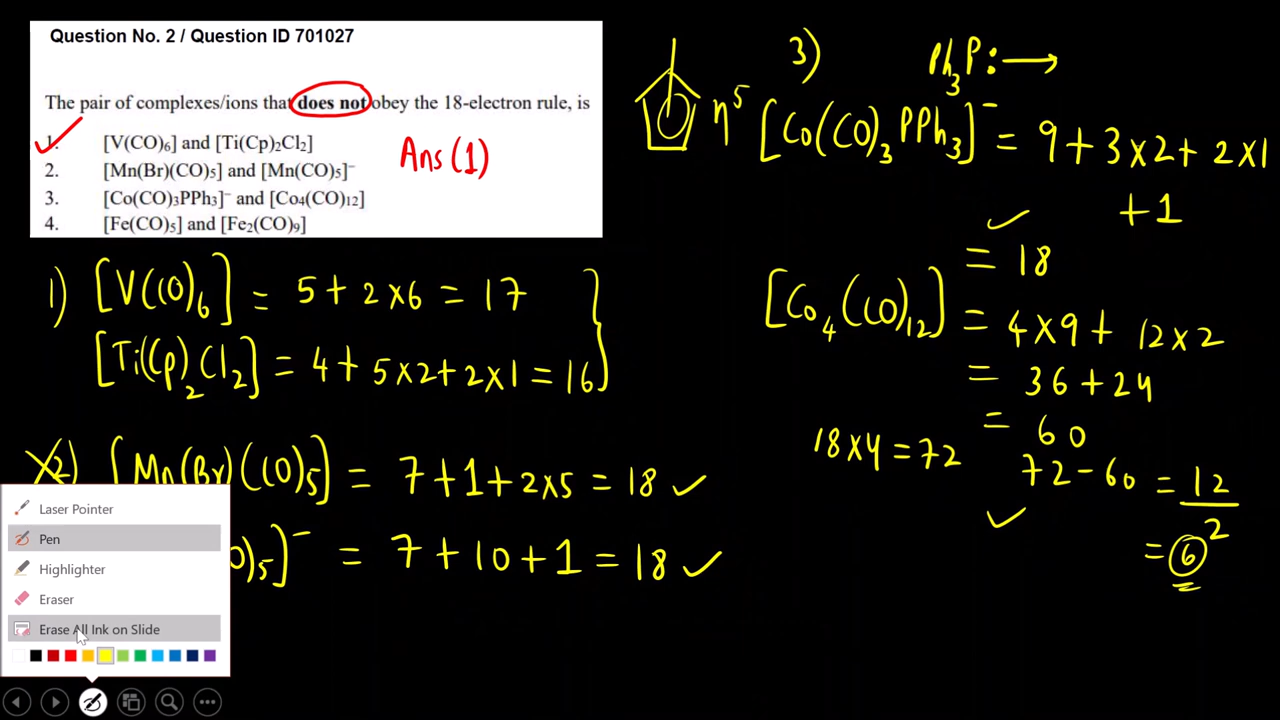 Question No. 2 / Question ID 701027
The pair of complexes/ions that does not obey the 18-electron rule, is
1. [V(CO)₆] and [Ti(Cp)₂Cl₂]
2. [Mn(Br)(CO)₅] and [Mn(CO)₅]⁻
3. [Co(CO)₃PPh₃]⁻ and [Co₄(CO)₁₂]
4. [Fe(CO)₅] and [Fe₂(CO)₉]
Ans (1)
1) [V(CO)₆] = 5 + 2×6 = 17
[Ti(Cp)₂Cl₂] = 4 + 5×2 + 2×1 = 16
2) [Mn(Br)(CO)₅] = 7 + 1 + 2×5 = 18 ✓
O)₅]⁻ = 7 + 10 + 1 = 18 ✓
η⁵
3) Ph₃P: ⟶
[Co(CO)₃PPh₃]⁻ = 9 + 3×2 + 2×1
+ 1
= 18 ✓
[Co₄(CO)₁₂] = 4×9 + 12×2
= 36 + 24
= 60
18×4 = 72
72 - 60 = 12
2
= 6
✓
Laser Pointer
Pen
Highlighter
Eraser
Erase All Ink on Slide